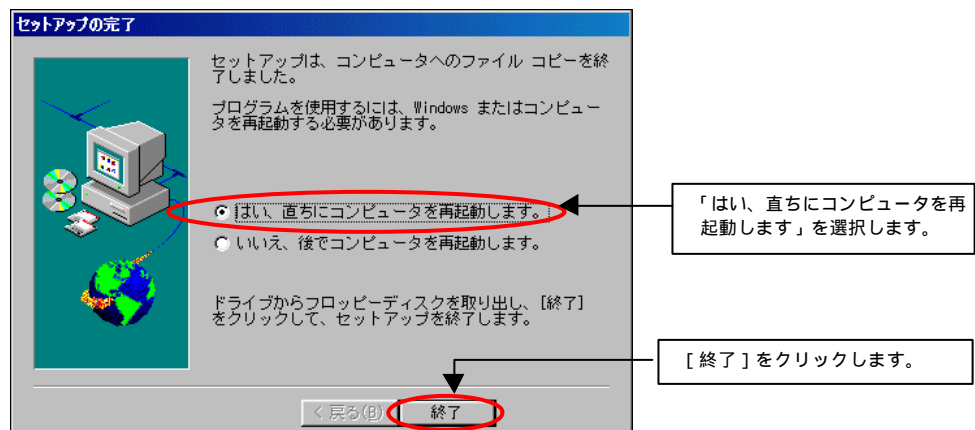 セットアップの完了
セットアップは、コンピュータへのファイル コピーを終
了しました。
プログラムを使用するには、Windows またはコンピュー
タを再起動する必要があります。
はい、直ちにコンピュータを再起動します。
いいえ、後でコンピュータを再起動します。
「はい、直ちにコンピュータを再
起動します」を選択します。
ドライブからフロッピーディスクを取り出し、[終了]
をクリックして、セットアップを終了します。
[終了]をクリックします。
< 戻る(B)
終了